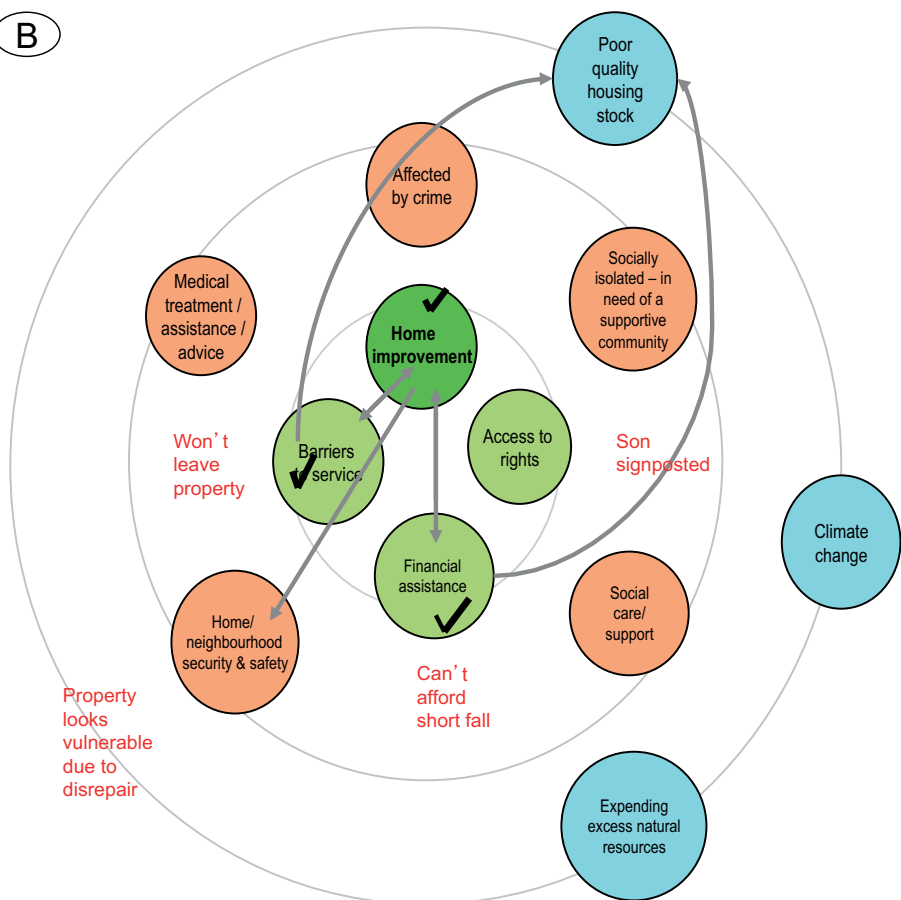 B
Poor
quality
housing
stock
Affected
by crime
Socially
isolated – in
need of a
supportive
community
Medical
treatment /
assistance /
advice
Home
improvement
Won't
leave
property
Barriers
to service
Access to
rights
Son
signposted
Climate
change
Financial
assistance
Home/
neighbourhood
security & safety
Social
care/
support
Can't
afford
short fall
Property
looks
vulnerable
due to
disrepair
Expending
excess natural
resources